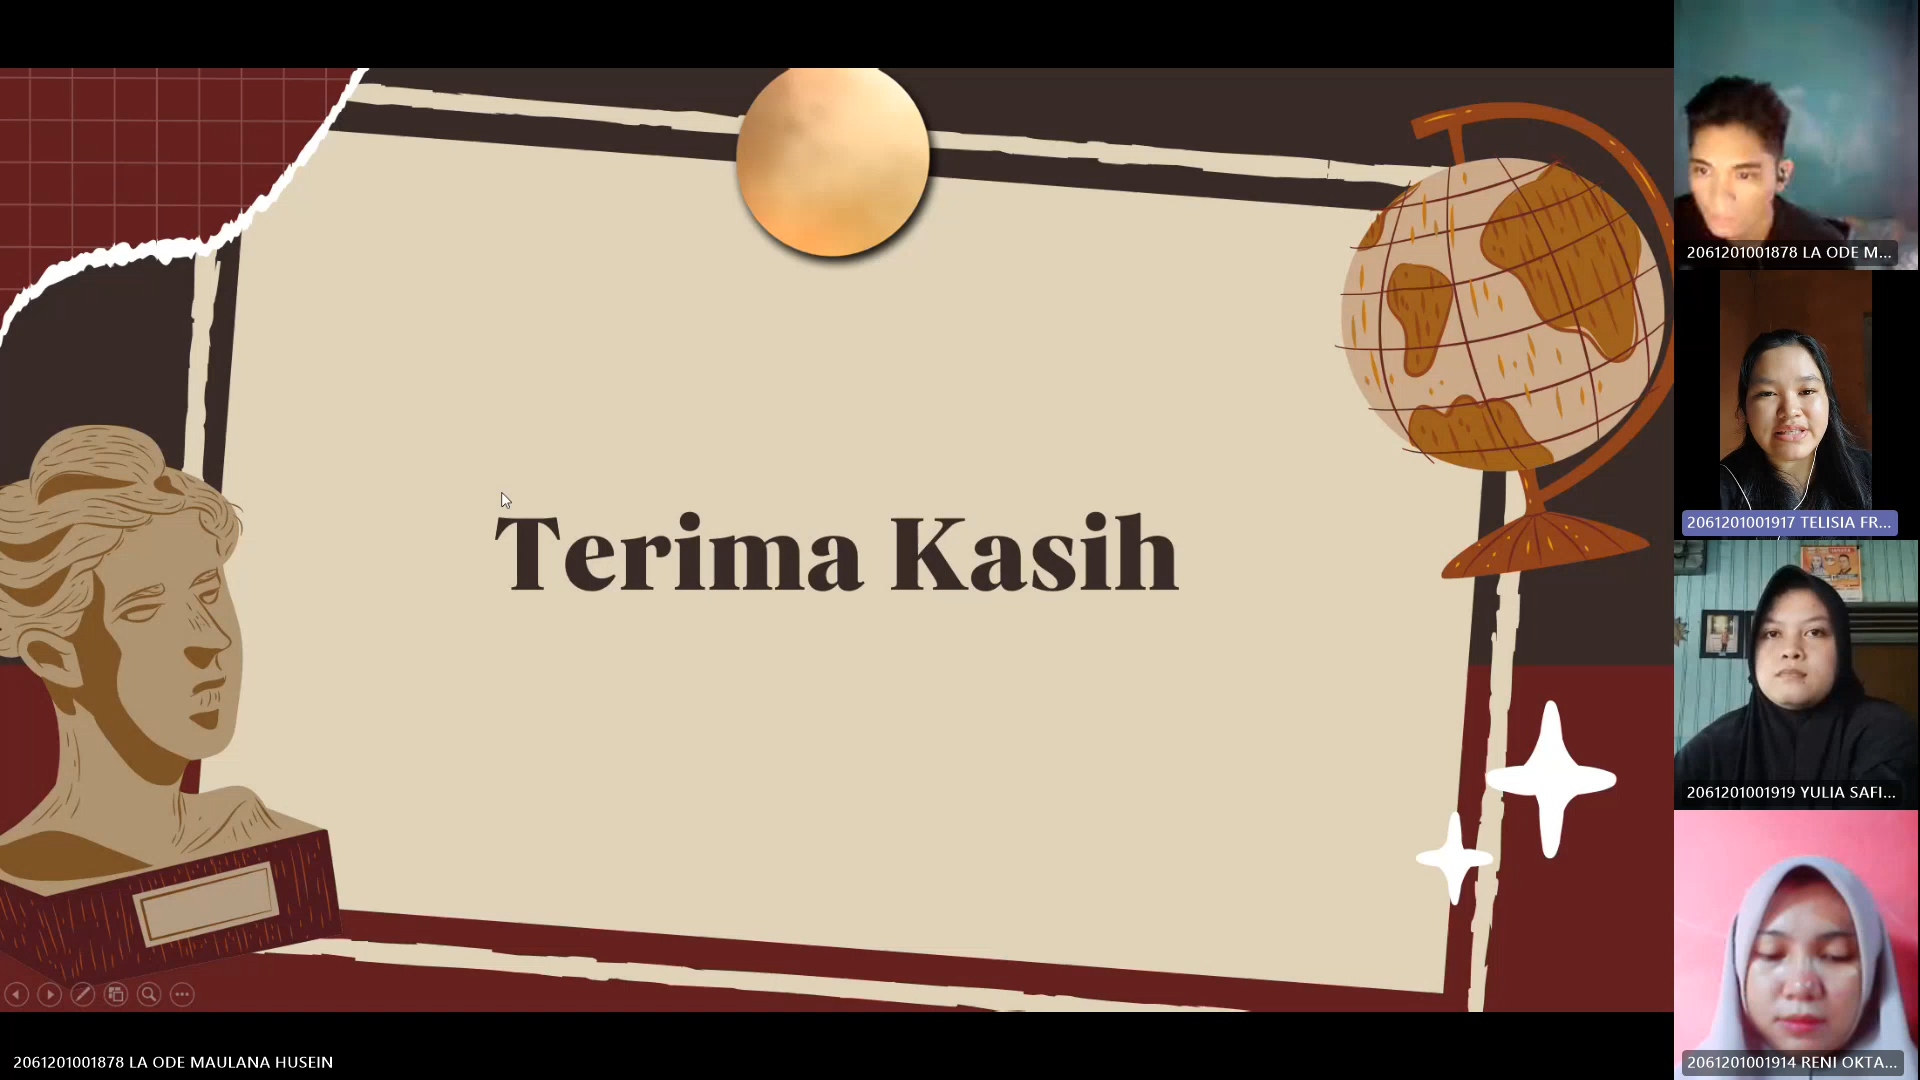 Terima Kasih
2061201001878 LA ODE M...
2061201001917 TELISIA FR...
2061201001919 YULIA SAFI...
2061201001914 RENI OKTA...
2061201001878 LA ODE MAULANA HUSEIN